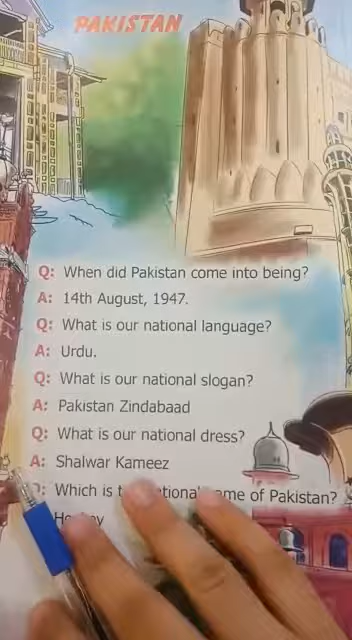 PAKISTAN
Q: When did Pakistan come into being?
A: 14th August, 1947.
Q: What is our national language?
A: Urdu.
Q: What is our national slogan?
A: Pakistan Zindabaad
Q: What is our national dress?
A: Shalwar Kameez
Which is of Pakistan?